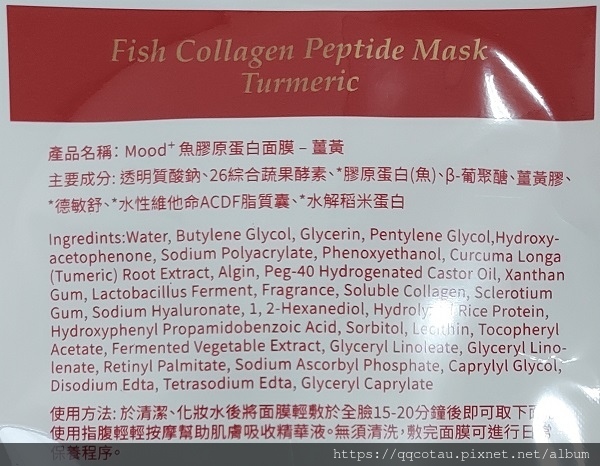 Fish Collagen Peptide Mask
Turmeric
產品名稱: Mood+ 魚膠原蛋白面膜 – 薑黃
主要成分: 透明質酸鈉、26綜合蔬果酵素、*膠原蛋白(魚)、β-葡聚醣、薑黃膠、
*德敏舒、*水性維他命ACDF脂質囊、*水解稻米蛋白
Ingredints:Water, Butylene Glycol, Glycerin, Pentylene Glycol,Hydroxy-
acetophenone, Sodium Polyacrylate, Phenoxyethanol, Curcuma Longa
(Tumeric) Root Extract, Algin, Peg-40 Hydrogenated Castor Oil, Xanthan
Gum, Lactobacillus Ferment, Fragrance, Soluble Collagen, Sclerotium
Gum, Sodium Hyaluronate, 1, 2-Hexanediol, Hydrolyzed Rice Protein,
Hydroxyphenyl Propamidobenzoic Acid, Sorbitol, Lecithin, Tocopheryl
Acetate, Fermented Vegetable Extract, Glyceryl Linoleate, Glyceryl Lino-
lenate, Retinyl Palmitate, Sodium Ascorbyl Phosphate, Caprylyl Glycol,
Disodium Edta, Tetrasodium Edta, Glyceryl Caprylate
使用方法: 於清潔、化妝水後將面膜輕敷於全臉15-20分鐘後即可取下
使用指腹輕輕按摩幫助肌膚吸收精華液。無須清洗,敷完面膜可進行日常
保養程序。
https://qqcotau.pixnet.net/album